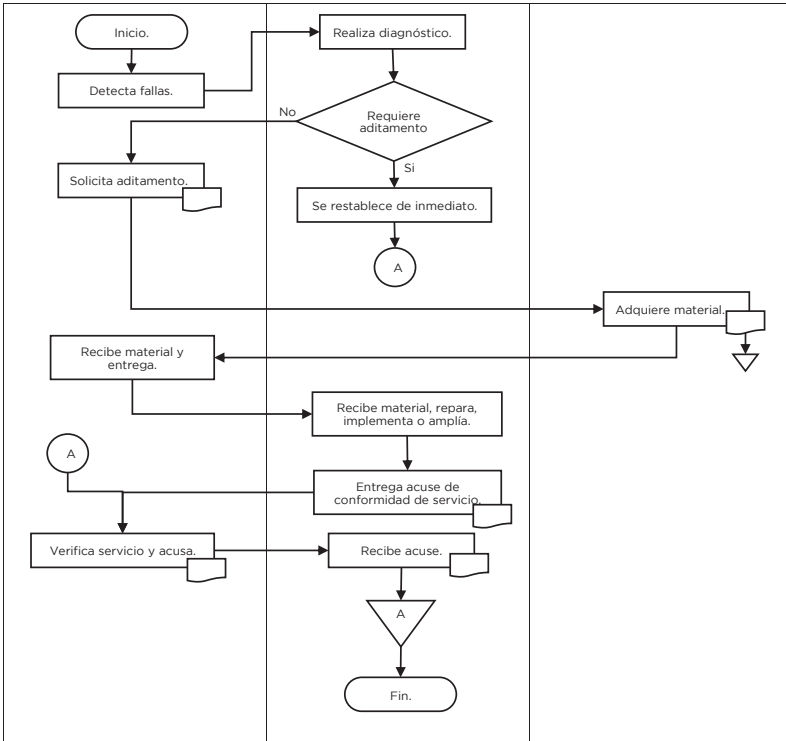 Inicio.
Realiza diagnóstico.
Detecta fallas.
Requiere
aditamento
No
Si
Solicita aditamento.
Se restablece de inmediato.
A
Adquiere material.
Recibe material y
entrega.
Recibe material, repara,
implementa o amplía.
A
Entrega acuse de
conformidad de servicio.
Verifica servicio y acusa.
Recibe acuse.
A
Fin.